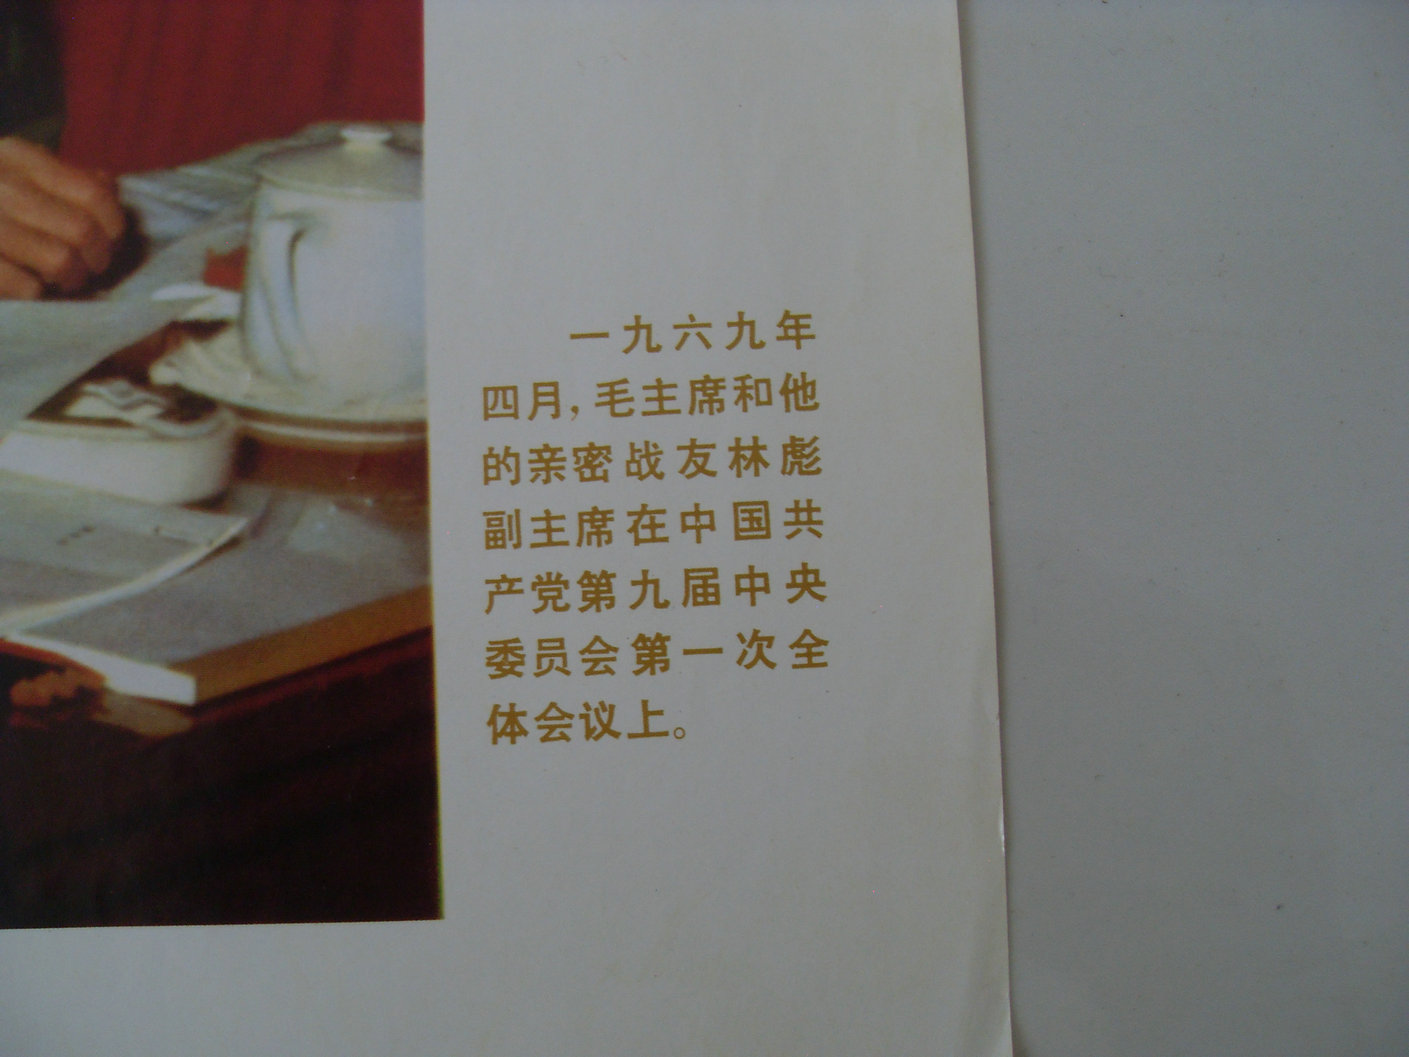 一九六九年
四月，毛主席和他
的亲密战友林彪
副主席在中国共
产党第九届中央
委员会第一次全
体会议上。